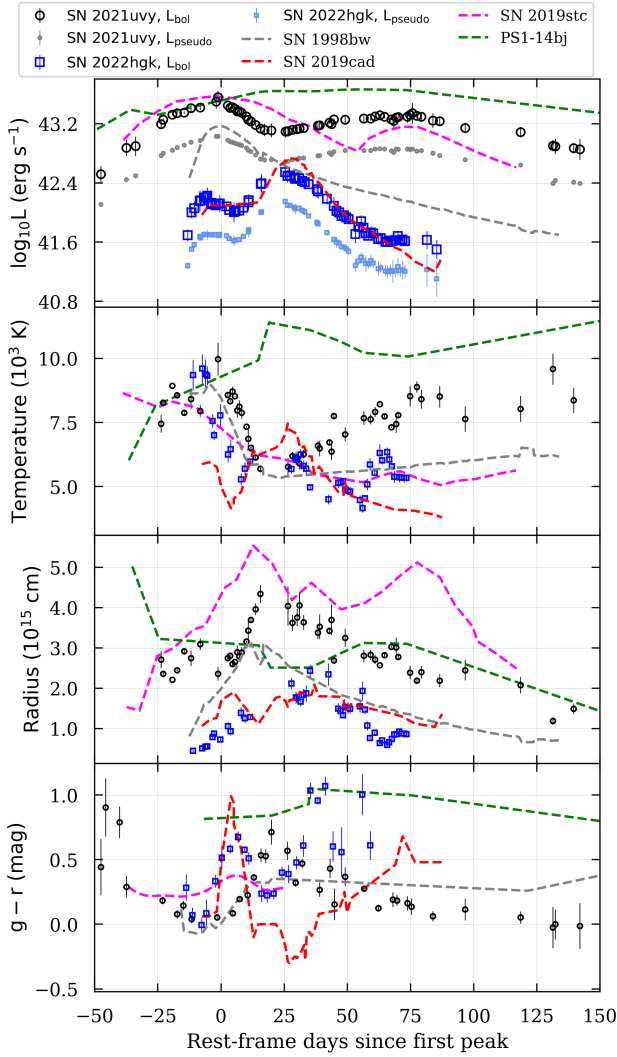 SN 2021uvy, L_bol
SN 2021uvy, L_pseudo
SN 2022hgk, L_bol
SN 2022hgk, L_pseudo
SN 1998bw
SN 2019cad
SN 2019stc
PS1-14bj
log₁₀L (erg s⁻¹)
43.2
42.4
41.6
40.8
Temperature (10³ K)
10.0
7.5
5.0
Radius (10¹⁵ cm)
5.0
4.0
3.0
2.0
1.0
g − r (mag)
1.0
0.5
0.0
−0.5
−50 −25 0 25 50 75 100 125 150
Rest-frame days since first peak